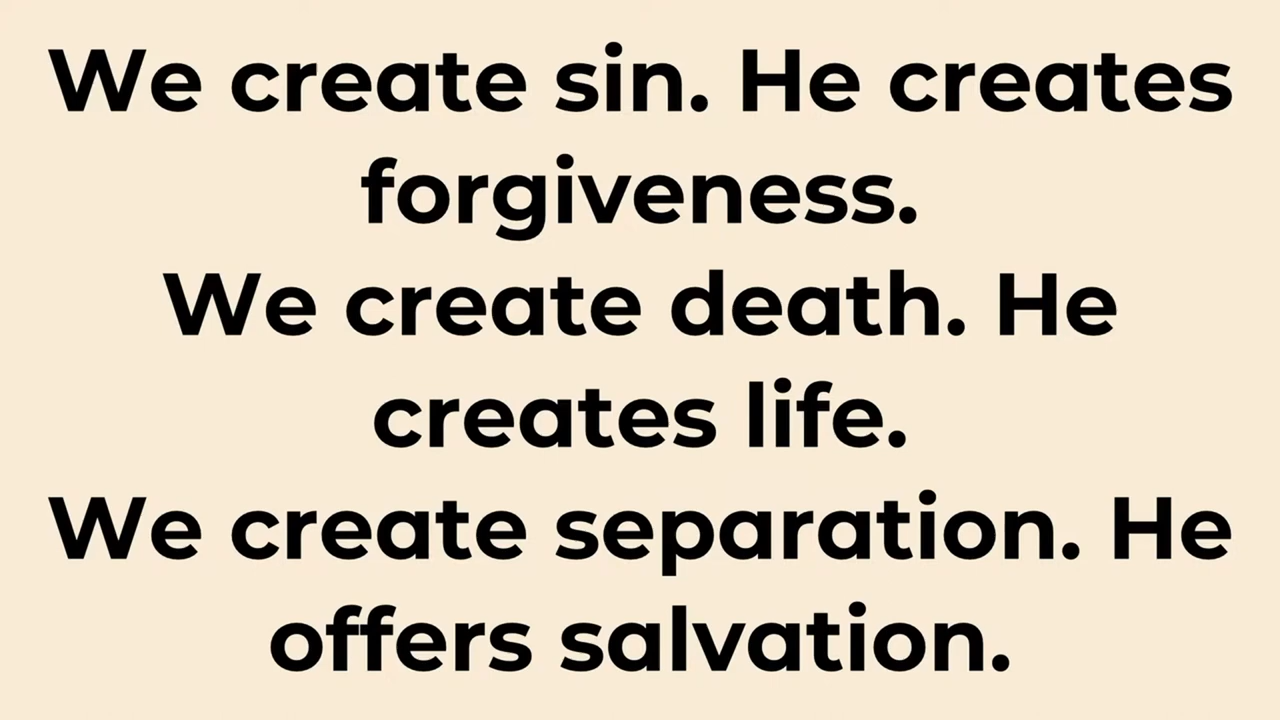 We create sin. He creates
forgiveness.
We create death. He
creates life.
We create separation. He
offers salvation.